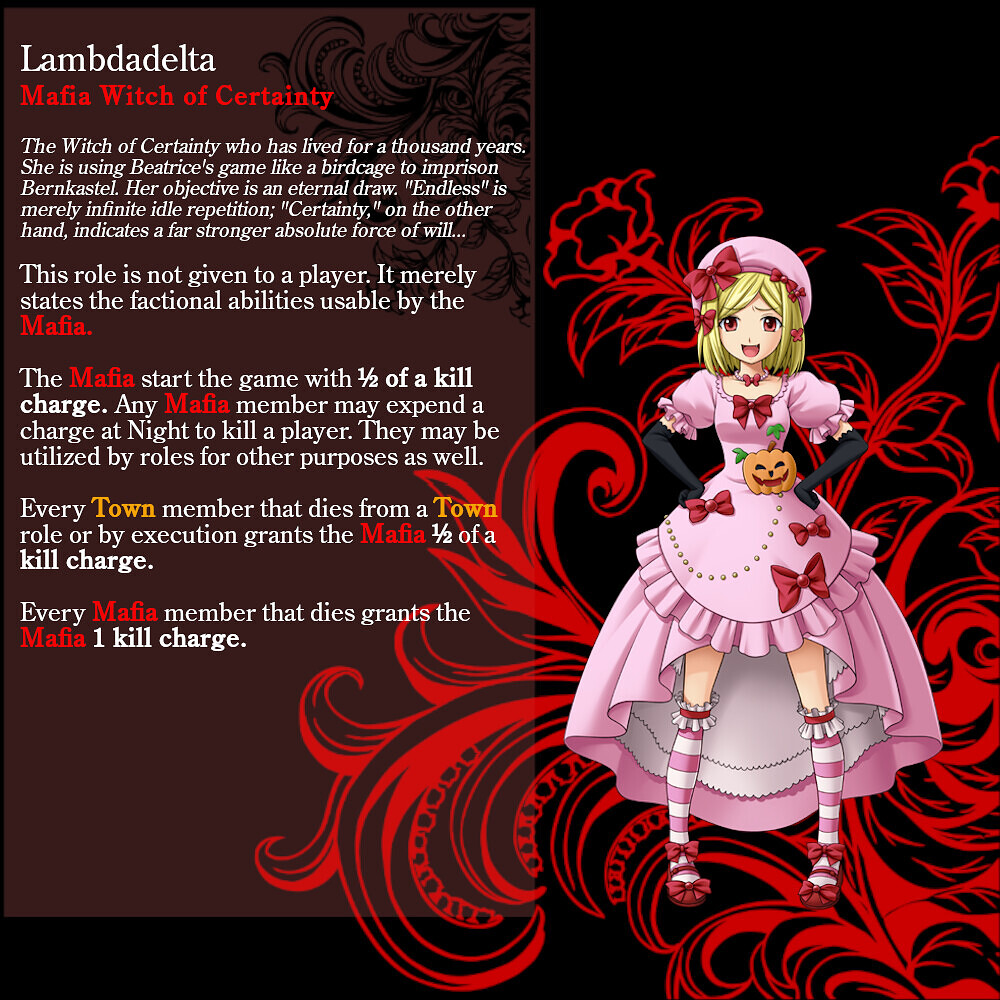 Lambdadelta
Mafia Witch of Certainty
The Witch of Certainty who has lived for a thousand years.
She is using Beatrice's game like a birdcage to imprison
Bernkastel. Her objective is an eternal draw. "Endless" is
merely infinite idle repetition; "Certainty," on the other
hand, indicates a far stronger absolute force of will...
This role is not given to a player. It merely
states the factional abilities usable by the
Mafia.
The Mafia start the game with ½ of a kill
charge. Any Mafia member may expend a
charge at Night to kill a player. They may be
utilized by roles for other purposes as well.
Every Town member that dies from a Town
role or by execution grants the Mafia ½ of a
kill charge.
Every Mafia member that dies grants the
Mafia 1 kill charge.